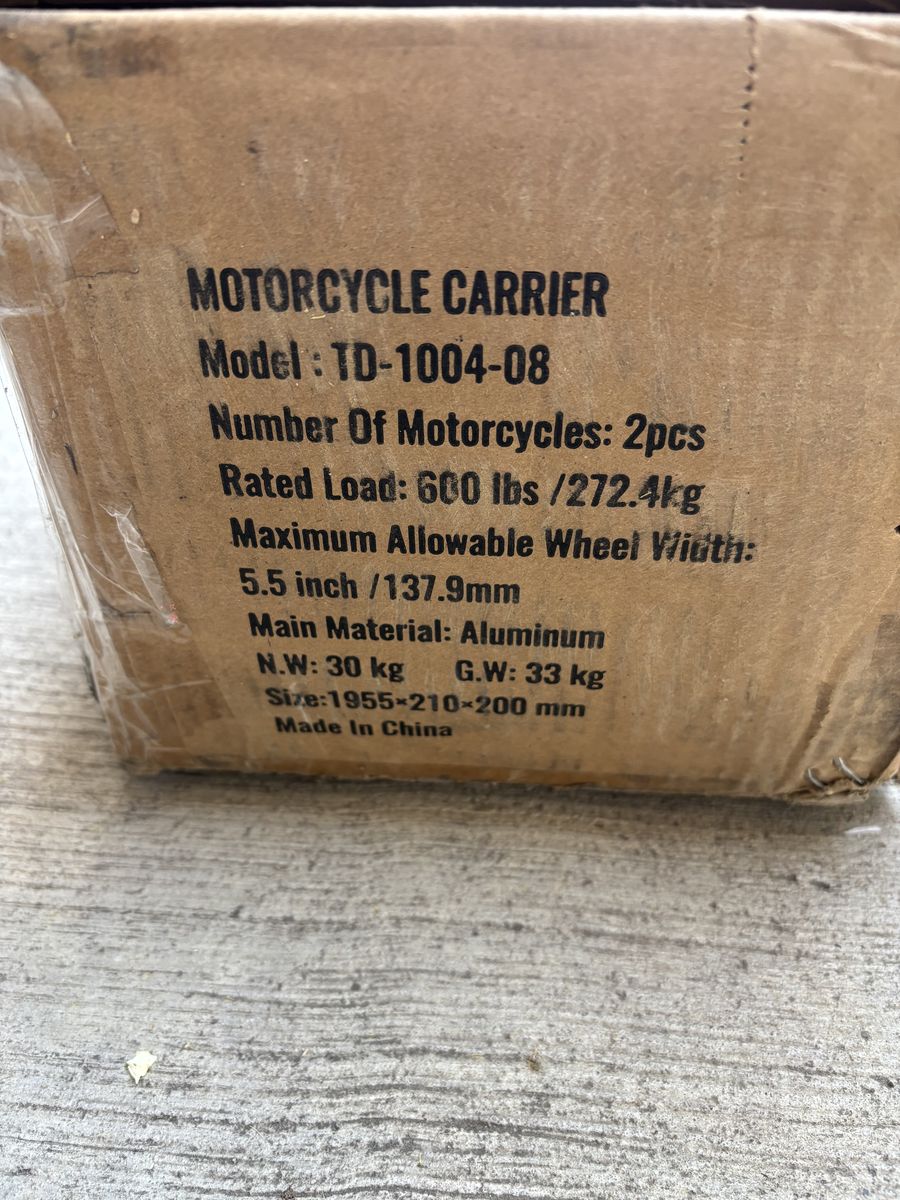 MOTORCYCLE CARRIER
Model : TD-1004-08
Number Of Motorcycles: 2pcs
Rated Load: 600 lbs /272.4kg
Maximum Allowable Wheel Width:
5.5 inch /137.9mm
Main Material: Aluminum
N.W: 30 kg G.W: 33 kg
Size:1955×210×200 mm
Made In China